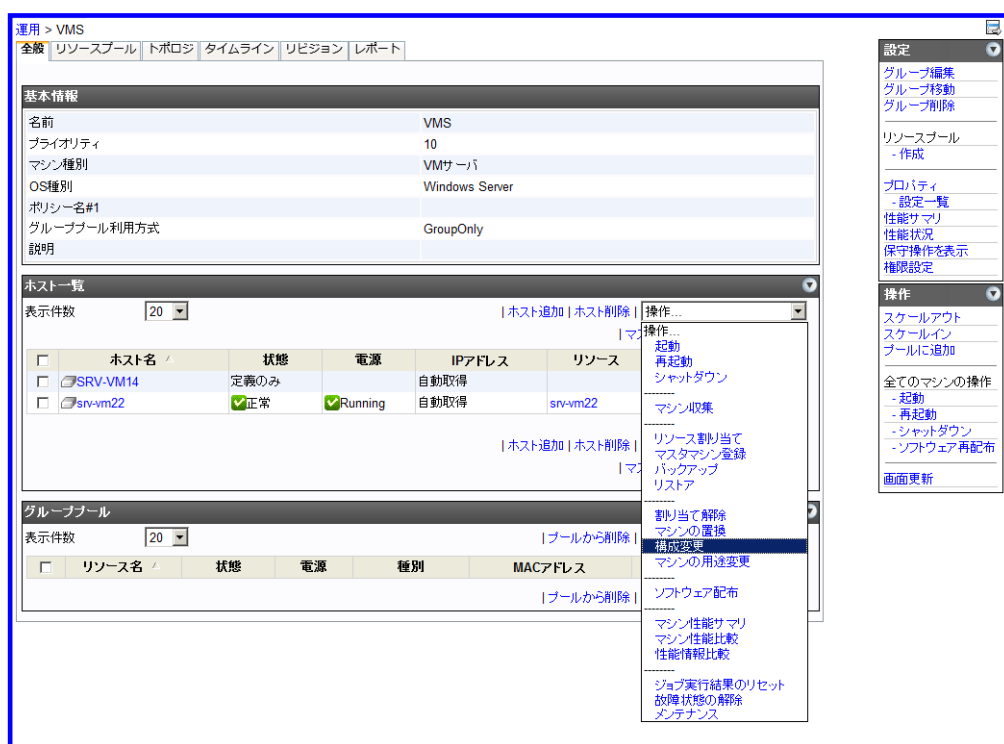 運用 > VMS
全般 リソースプール トポロジ タイムライン リビジョン レポート
基本情報
名前 VMS
プライオリティ 10
マシン種別 VMサーバ
OS種別 Windows Server
ポリシー名#1
グループプール利用方式 GroupOnly
説明
ホスト一覧
表示件数 20 | ホスト追加 | ホスト削除 | 操作...
| マ
ホスト名 状態 電源 IPアドレス リソース
SRV-VM14 定義のみ 自動取得
srv-vm22 正常 Running 自動取得 srv-vm22
| ホスト追加 | ホスト削除 |
| マ
グループプール
表示件数 20 | プールから削除 |
リソース名 状態 電源 種別 MACアドレス
| プールから削除 |
操作...
起動
再起動
シャットダウン
--------
マシン収集
--------
リソース割り当て
マスタマシン登録
バックアップ
リストア
--------
割り当て解除
マシンの置換
構成変更
マシンの用途変更
--------
ソフトウェア配布
--------
マシン性能サマリ
マシン性能比較
性能情報比較
--------
ジョブ実行結果のリセット
故障状態の解除
メンテナンス
設定
グループ編集
グループ移動
グループ削除
リソースプール
- 作成
プロパティ
- 設定一覧
性能サマリ
性能状況
保守操作を表示
権限設定
操作
スケールアウト
スケールイン
プールに追加
全てのマシンの操作
- 起動
- 再起動
- シャットダウン
- ソフトウェア再配布
画面更新